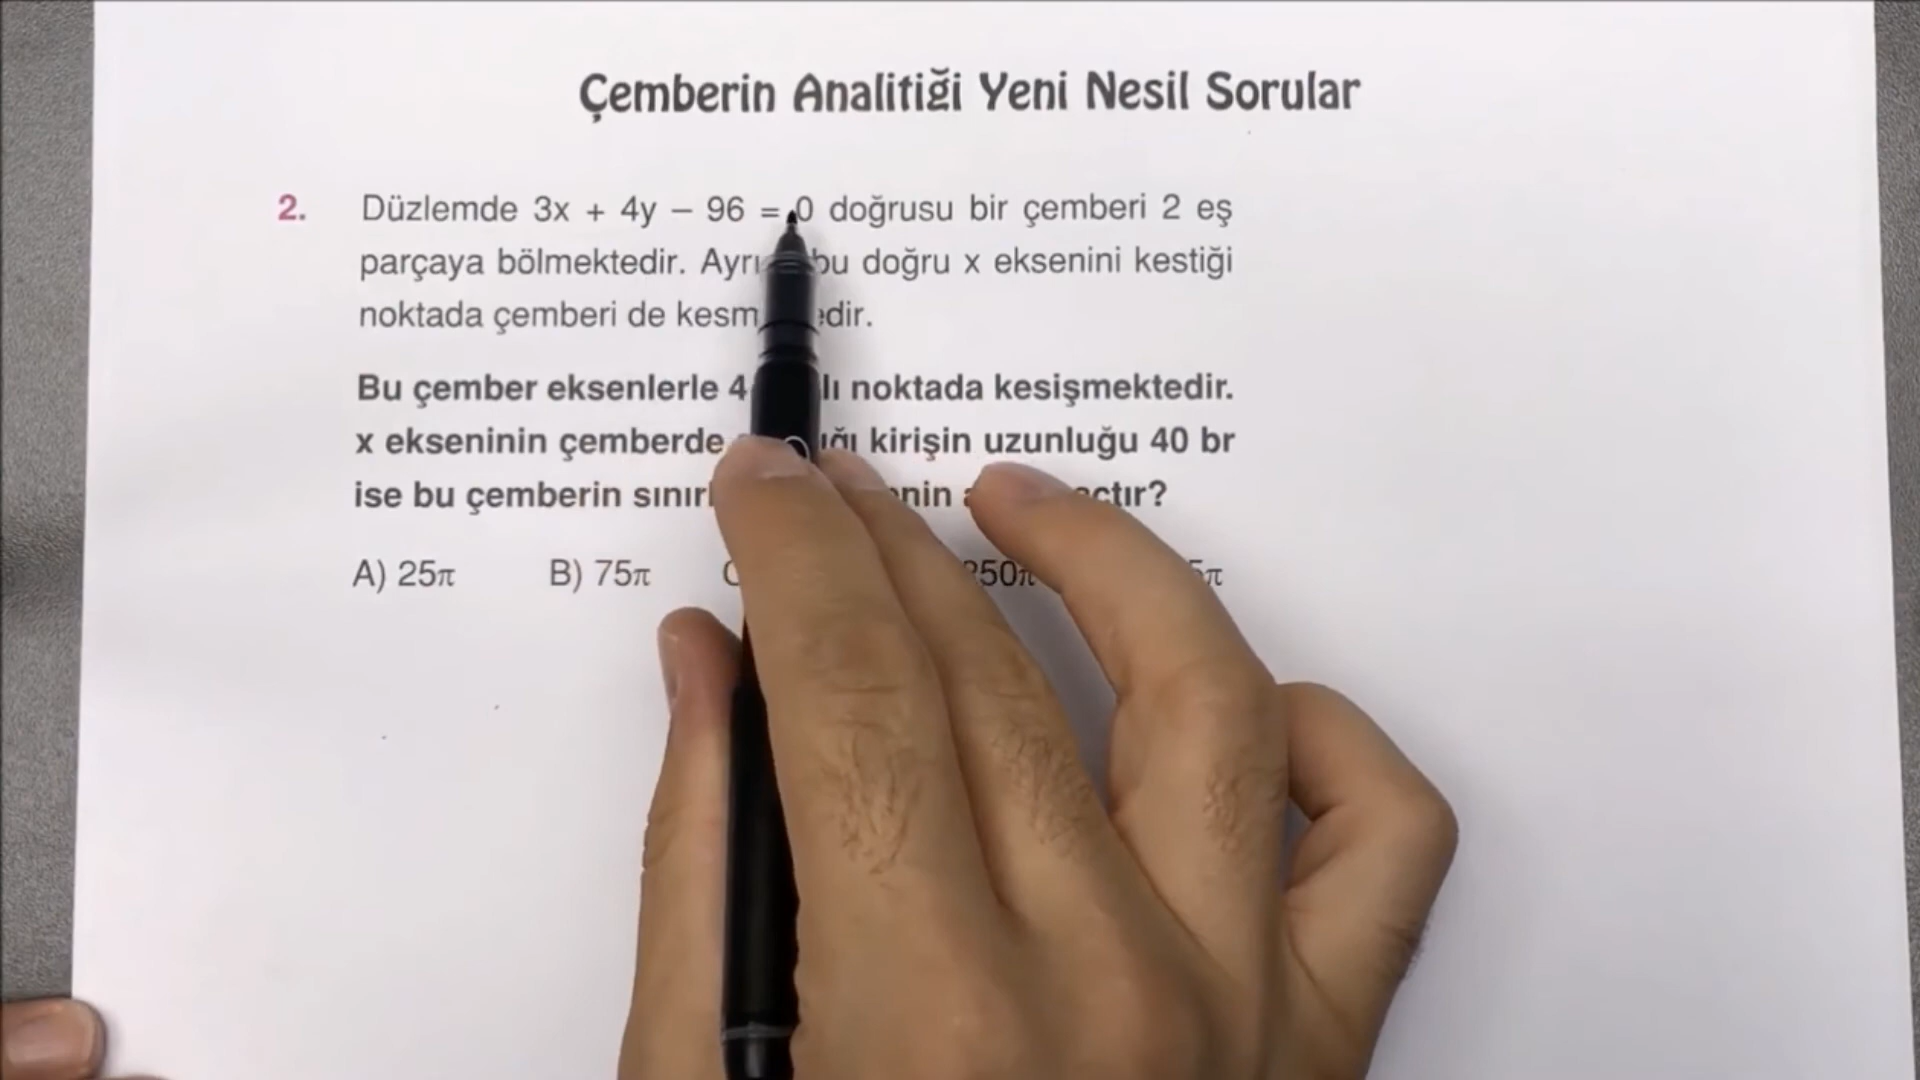 Çemberin Analitiği Yeni Nesil Sorular
2. Düzlemde 3x + 4y − 96 = 0 doğrusu bir çemberi 2 eş
parçaya bölmektedir. bu doğru x eksenini kestiği
noktada çemberi de
Bu çember eksenlerle 4 noktada kesişmektedir.
x ekseninin çemberde kirişin uzunluğu 40 br
ise bu çemberin
A) 25π B) 75π